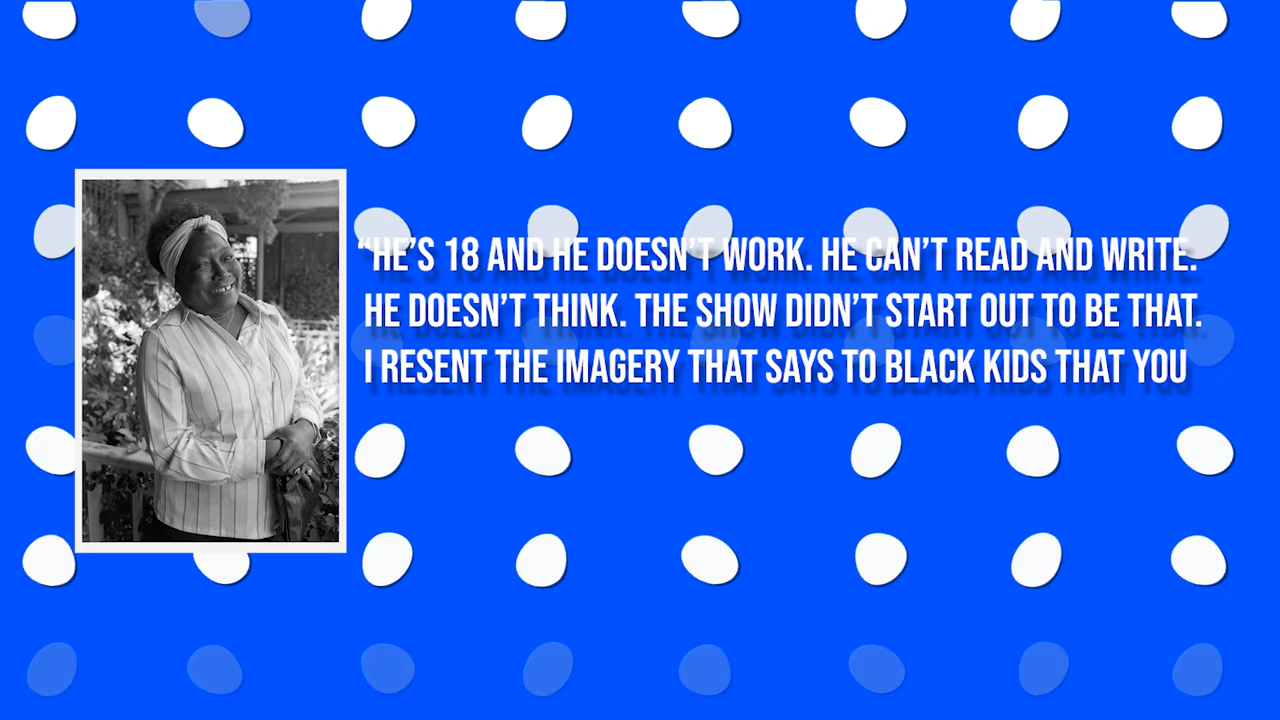 “HE’S 18 AND HE DOESN’T WORK. HE CAN’T READ AND WRITE.
HE DOESN’T THINK. THE SHOW DIDN’T START OUT TO BE THAT.
I RESENT THE IMAGERY THAT SAYS TO BLACK KIDS THAT YOU